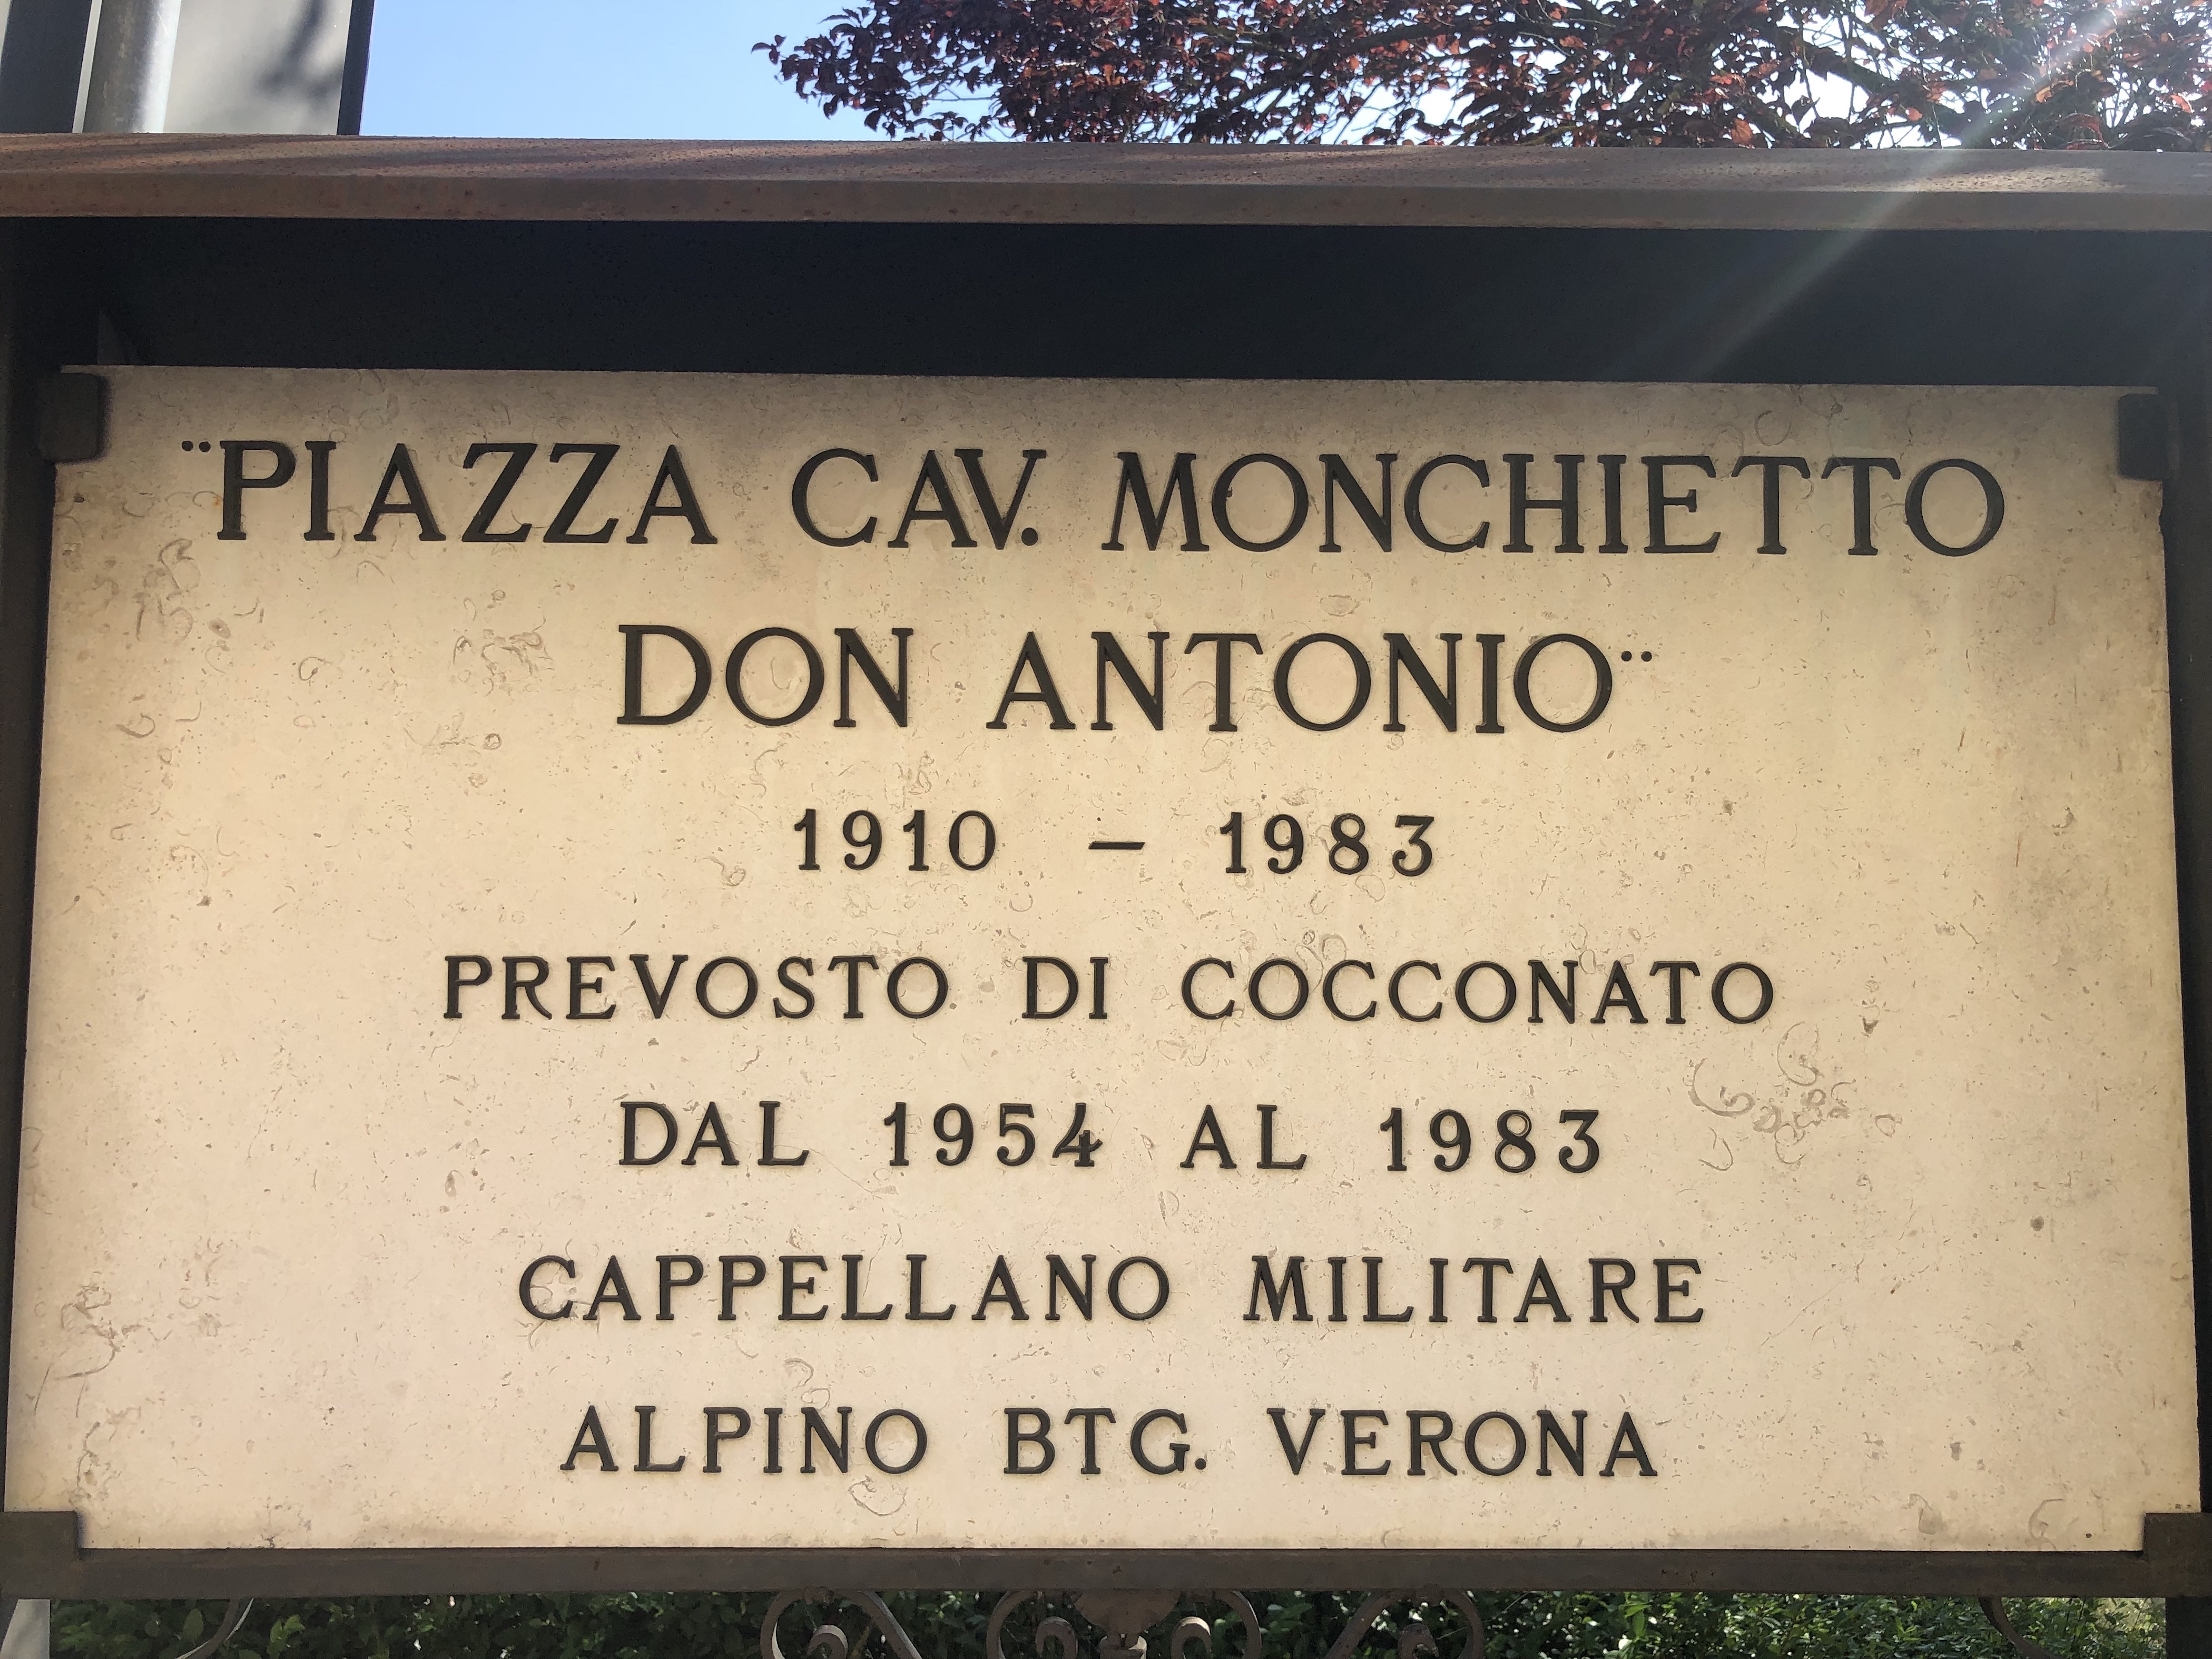 ¨PIAZZA CAV. MONCHIETTO
DON ANTONIO¨
1910 – 1983
PREVOSTO DI COCCONATO
DAL 1954 AL 1983
CAPPELLANO MILITARE
ALPINO BTG. VERONA